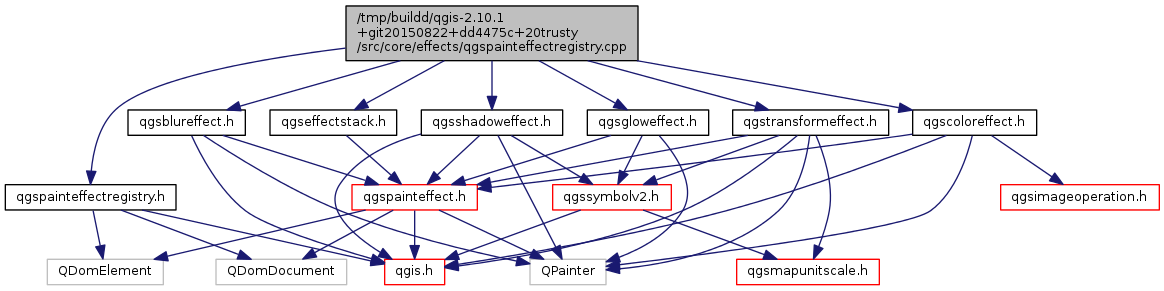 /tmp/buildd/qgis-2.10.1
+git20150822+dd4475c+20trusty
/src/core/effects/qgspainteffectregistry.cpp
qgsblureffect.h
qgseffectstack.h
qgsshadoweffect.h
qgsgloweffect.h
qgstransformeffect.h
qgscoloreffect.h
qgspainteffectregistry.h
qgspainteffect.h
qgssymbolv2.h
qgsimageoperation.h
QDomElement
QDomDocument
qgis.h
QPainter
qgsmapunitscale.h